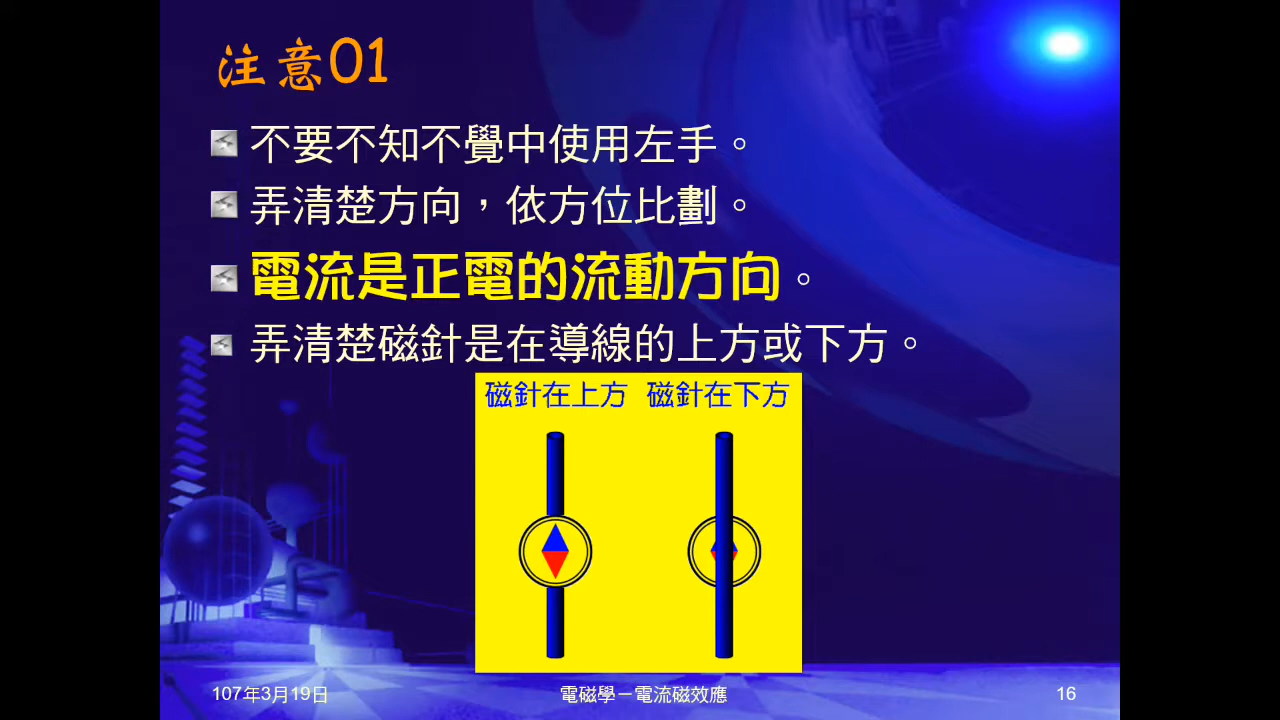 注意01
不要不知不覺中使用左手。
弄清楚方向，依方位比劃。
電流是正電的流動方向。
弄清楚磁針是在導線的上方或下方。
磁針在上方 磁針在下方
107年3月19日
電磁學－電流磁效應
16